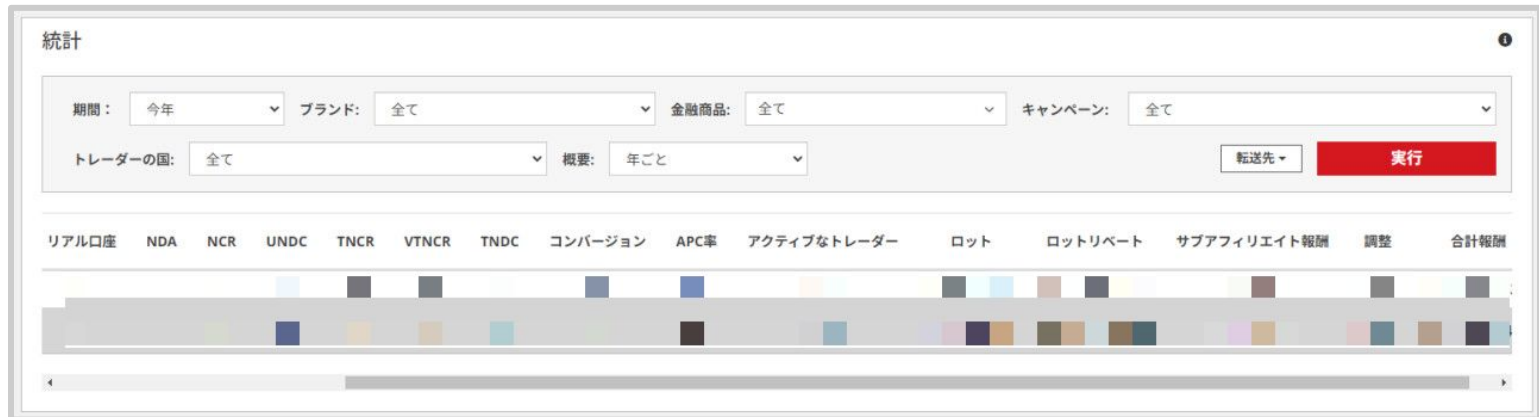 統計
期間： 今年 ブランド: 全て 金融商品: 全て キャンペーン: 全て
トレーダーの国: 全て 概要: 年ごと 転送先 実行
リアル口座 NDA NCR UNDC TNCR VTNCR TNDC コンバージョン APC率 アクティブなトレーダー ロット ロットリベート サブアフィリエイト報酬 調整 合計報酬